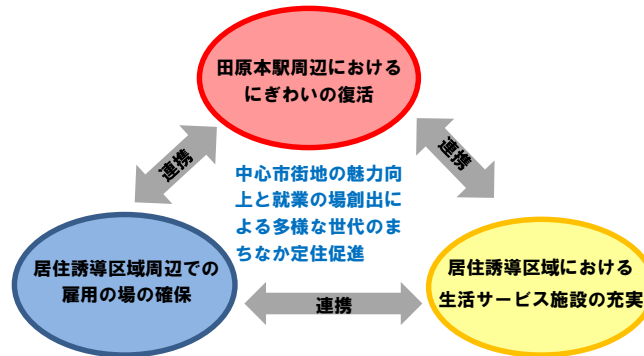 田原本駅周辺における
にぎわいの復活
連携
連携
中心市街地の魅力向
上と就業の場創出に
よる多様な世代のま
ちなか定住促進
居住誘導区域周辺での
雇用の場の確保
連携
居住誘導区域における
生活サービス施設の充実